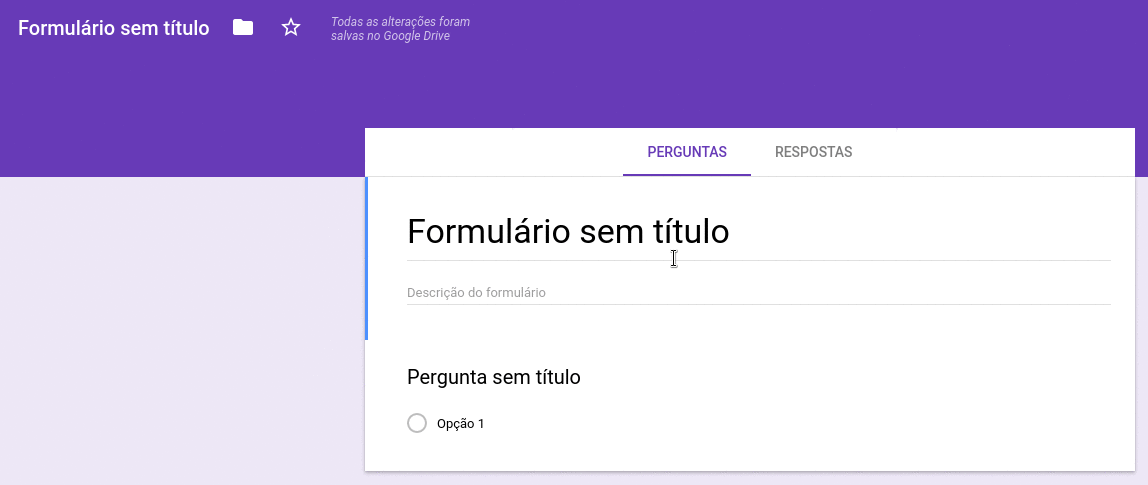 Formulário sem título
Todas as alterações foram
salvas no Google Drive
PERGUNTAS
RESPOSTAS
Formulário sem título
Descrição do formulário
Pergunta sem título
Opção 1